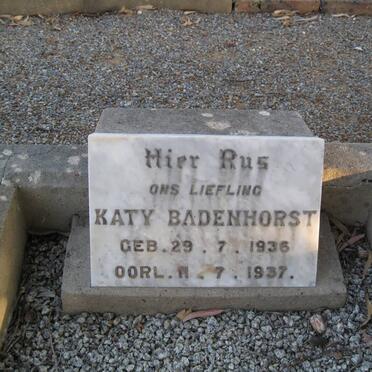 Hier Rus
ONS LIEFLING
KATY BADENHORST
GEB. 29. 7. 1936
OORL. 11. 7. 1937.